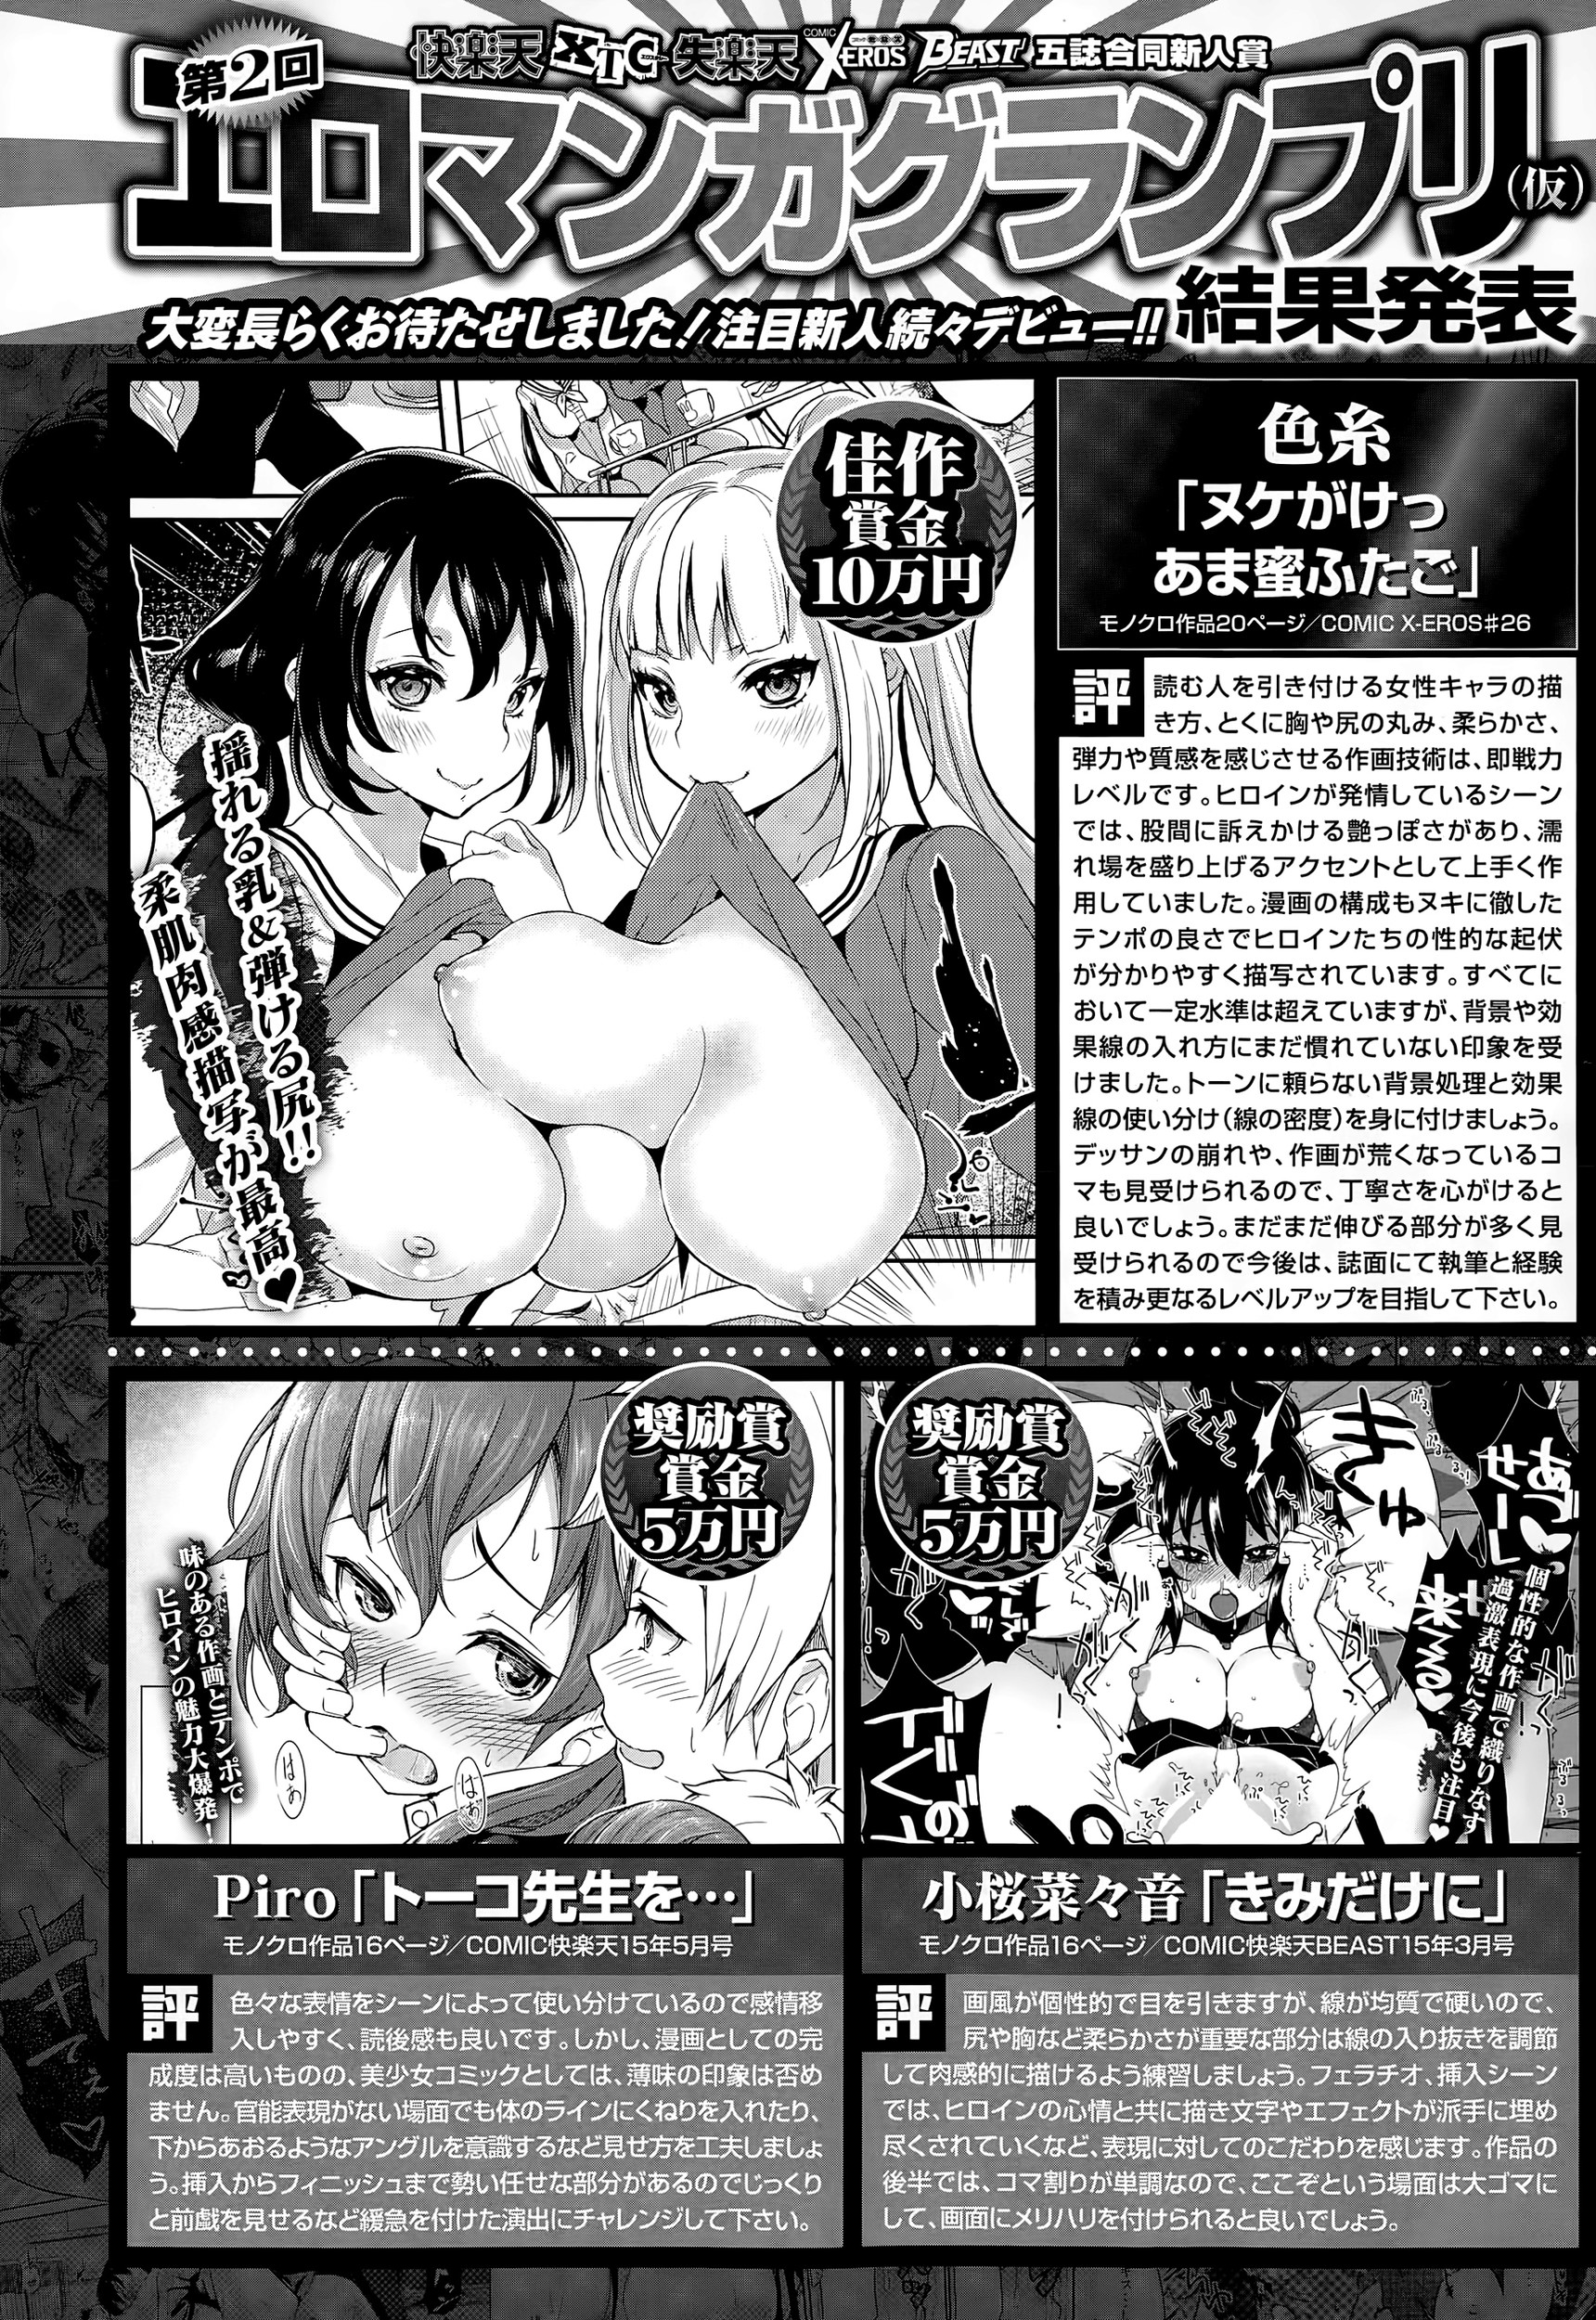 第2回
快楽天 XTC 失楽天 COMIC X-EROS BEAST 五誌合同新人賞
エロマンガグランプリ(仮)
結果発表
大変長らくお待たせしました!注目新人続々デビュー!!
佳作
賞金
10万円
揺れる乳&弾ける尻!!
柔肌肉感描写が最高♥
色糸
「ヌケがけっ
あま蜜ふたご」
モノクロ作品20ページ/COMIC X-EROS#26
評
読む人を引き付ける女性キャラの描
き方、とくに胸や尻の丸み、柔らかさ、
弾力や質感を感じさせる作画技術は、即戦力
レベルです。ヒロインが発情しているシーン
では、股間に訴えかける艶っぽさがあり、濡
れ場を盛り上げるアクセントとして上手く作
用していました。漫画の構成もヌキに徹した
テンポの良さでヒロインたちの性的な起伏
が分かりやすく描写されています。すべてに
おいて一定水準は超えていますが、背景や効
果線の入れ方にまだ慣れていない印象を受
けました。トーンに頼らない背景処理と効果
線の使い分け(線の密度)を身に付けましょう。
デッサンの崩れや、作画が荒くなっているコ
マも見受けられるので、丁寧さを心がけると
良いでしょう。まだまだ伸びる部分が多く見
受けられるので今後は、誌面にて執筆と経験
を積み更なるレベルアップを目指して下さい。
奨励賞
賞金
5万円
味のある作画とテンポで
ヒロインの魅力大爆発!
はぁ
はぁ
Piro「トーコ先生を…」
モノクロ作品16ページ/COMIC快楽天15年5月号
評
色々な表情をシーンによって使い分けているので感情移
入しやすく、読後感も良いです。しかし、漫画としての完
成度は高いものの、美少女コミックとしては、薄味の印象は否め
ません。官能表現がない場面でも体のラインにくねりを入れたり、
下からあおるようなアングルを意識するなど見せ方を工夫しましょ
う。挿入からフィニッシュまで勢い任せな部分があるのでじっくり
と前戯を見せるなど緩急を付けた演出にチャレンジして下さい。
奨励賞
賞金
5万円
きゅ
来る♥
個性的な作画で織りなす
過激表現に今後も注目♥
小桜菜々音「きみだけに」
モノクロ作品16ページ/COMIC快楽天BEAST15年3月号
評
画風が個性的で目を引きますが、線が均質で硬いので、
尻や胸など柔らかさが重要な部分は線の入り抜きを調節
して肉感的に描けるよう練習しましょう。フェラチオ、挿入シーン
では、ヒロインの心情と共に描き文字やエフェクトが派手に埋め
尽くされていくなど、表現に対してのこだわりを感じます。作品の
後半では、コマ割りが単調なので、ここぞという場面は大ゴマに
して、画面にメリハリを付けられると良いでしょう。